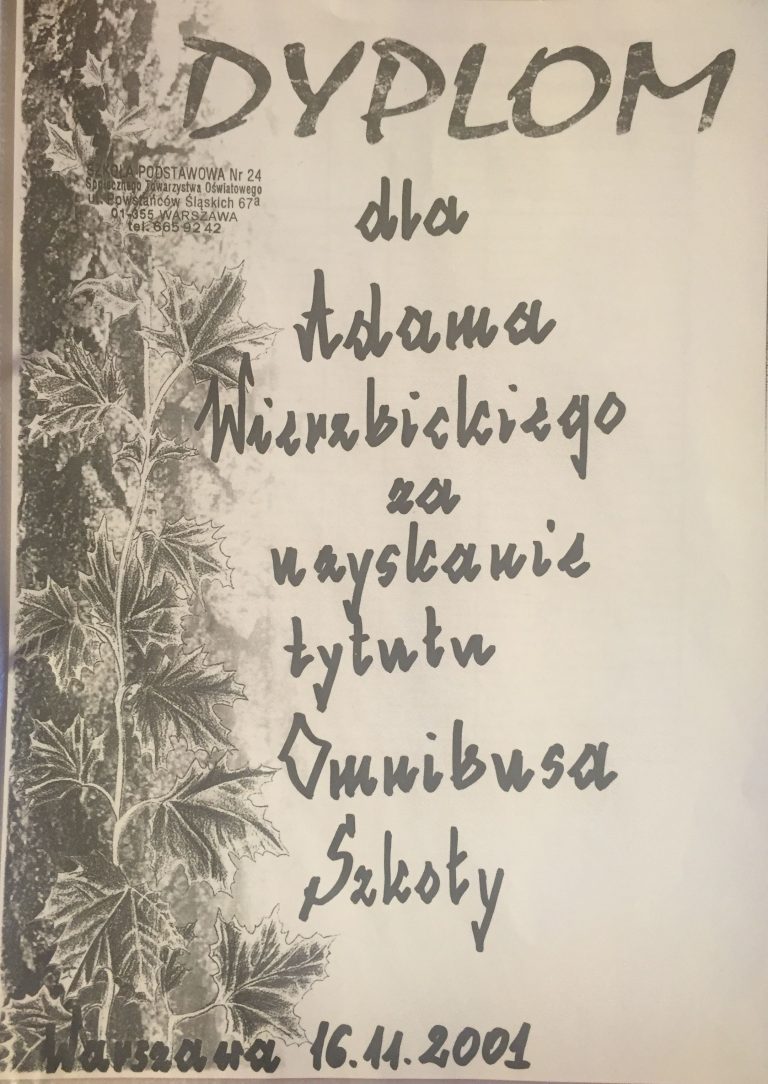 DYPLOM
SZKOŁA PODSTAWOWA Nr 24
Społecznego Towarzystwa Oświatowego
ul. Powstańców Śląskich 67a
01-355 WARSZAWA
tel. 665 92 42
dla
Adama
Wierzbickiego
za
uzyskanie
tytułu
Omnibusa
Szkoły
Warszawa 16.11.2001